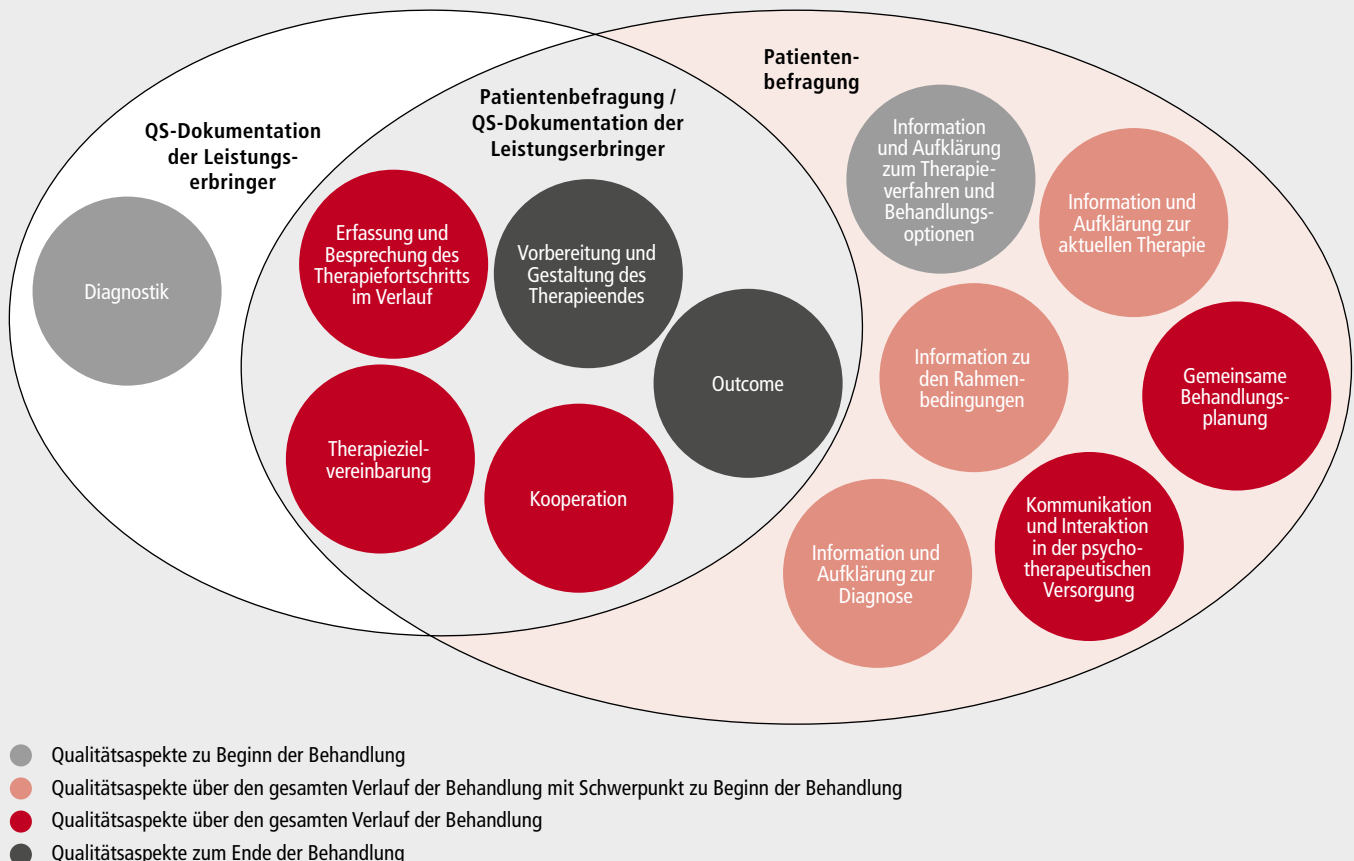 QS-Dokumentation
der Leistungs-
erbringer
Patientenbefragung /
QS-Dokumentation der
Leistungserbringer
Patienten-
befragung
Diagnostik
Erfassung und
Besprechung des
Therapiefortschritts
im Verlauf
Vorbereitung und
Gestaltung des
Therapieendes
Outcome
Therapieziel-
vereinbarung
Kooperation
Information
und Aufklärung
zum Therapie-
verfahren und
Behandlungs-
optionen
Information und
Aufklärung zur
aktuellen Therapie
Information zu
den Rahmen-
bedingungen
Gemeinsame
Behandlungs-
planung
Information und
Aufklärung zur
Diagnose
Kommunikation
und Interaktion
in der psycho-
therapeutischen
Versorgung
Qualitätsaspekte zu Beginn der Behandlung
Qualitätsaspekte über den gesamten Verlauf der Behandlung mit Schwerpunkt zu Beginn der Behandlung
Qualitätsaspekte über den gesamten Verlauf der Behandlung
Qualitätsaspekte zum Ende der Behandlung